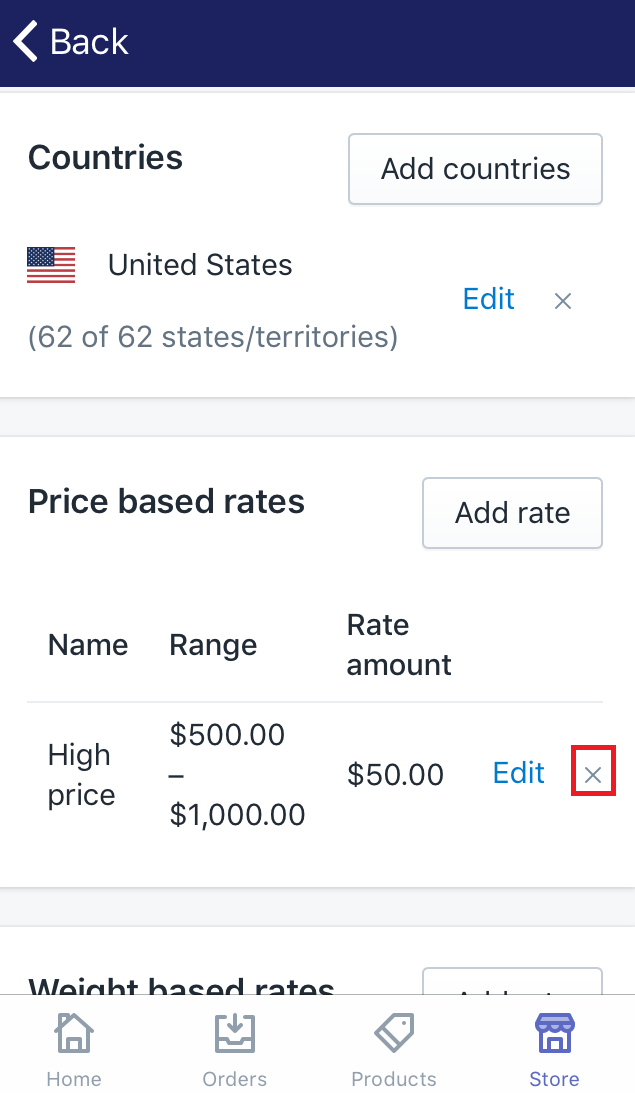 Back
Countries
Add countries
United States
Edit ×
(62 of 62 states/territories)
Price based rates
Add rate
Name Range Rate amount
High price $500.00 – $1,000.00 $50.00 Edit ×
Weight based rates
Home Orders Products Store